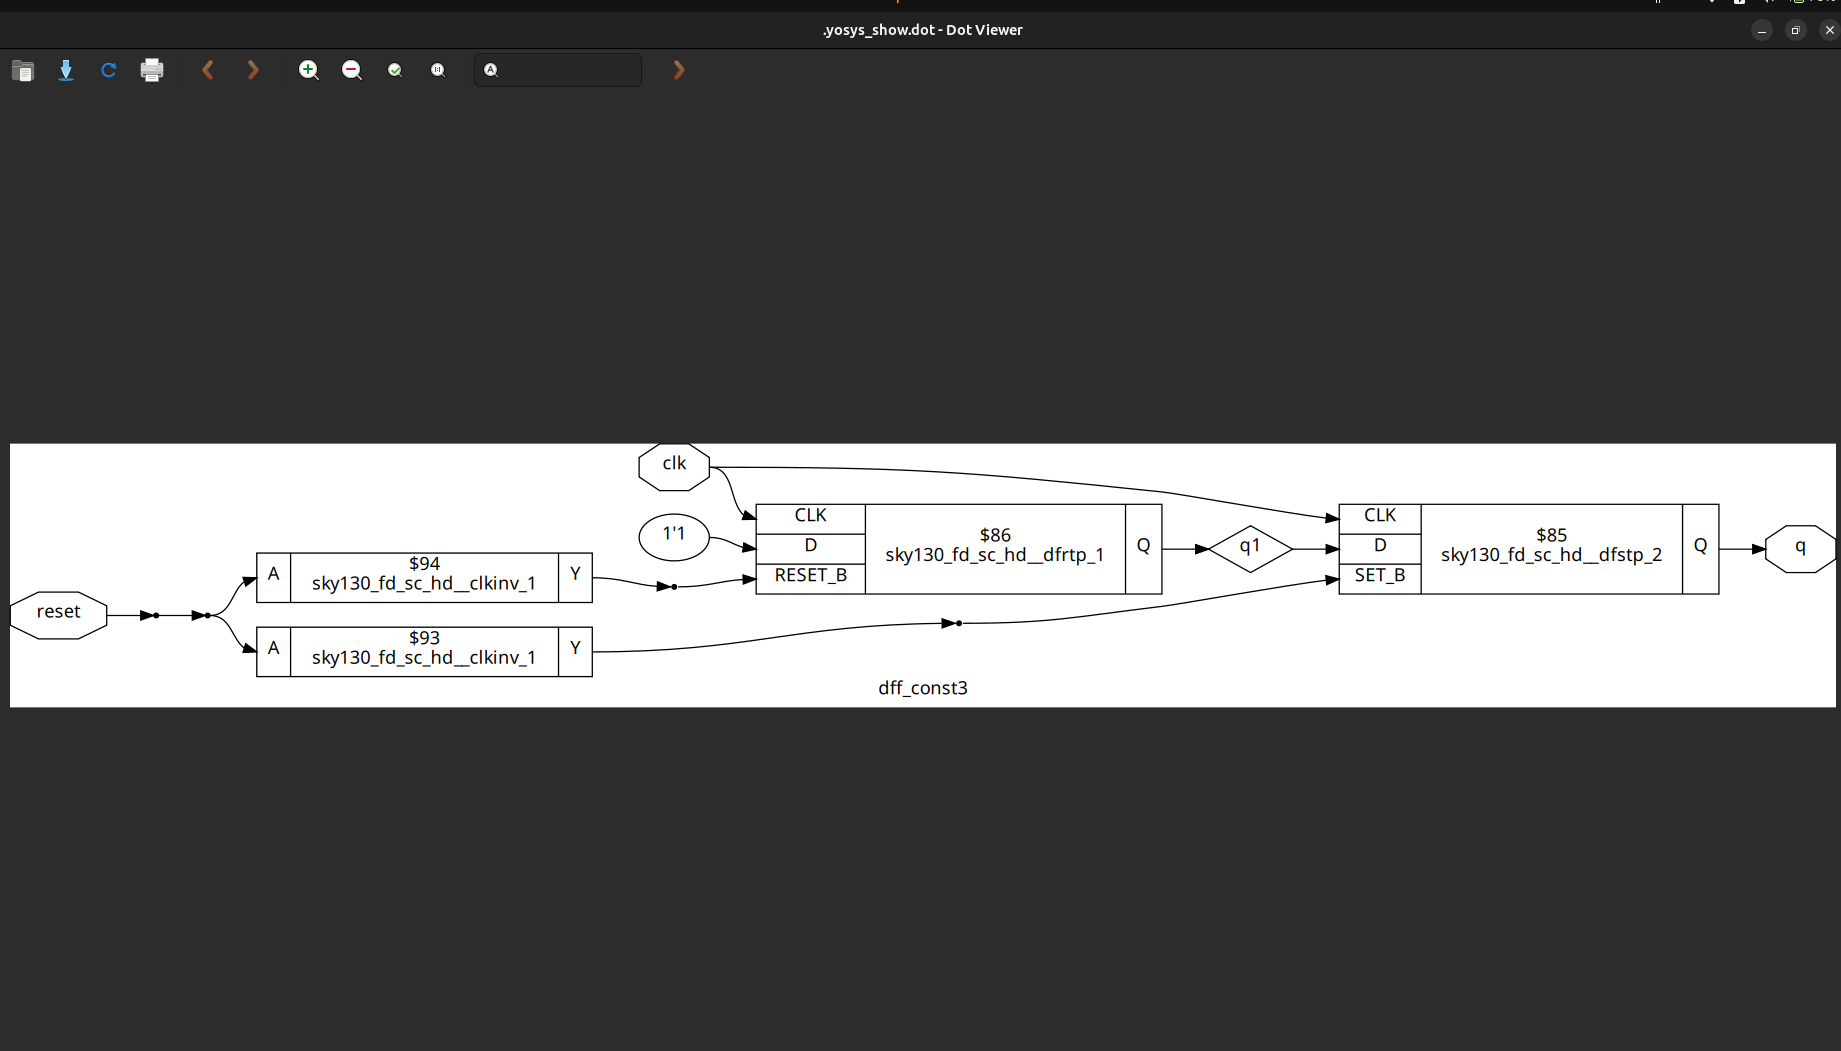 .yosys_show.dot - Dot Viewer
clk
CLK
D
RESET_B
$86
sky130_fd_sc_hd__dfrtp_1
Q
1'1
q1
CLK
D
SET_B
$85
sky130_fd_sc_hd__dfstp_2
Q
q
A
$94
sky130_fd_sc_hd__clkinv_1
Y
reset
A
$93
sky130_fd_sc_hd__clkinv_1
Y
dff_const3